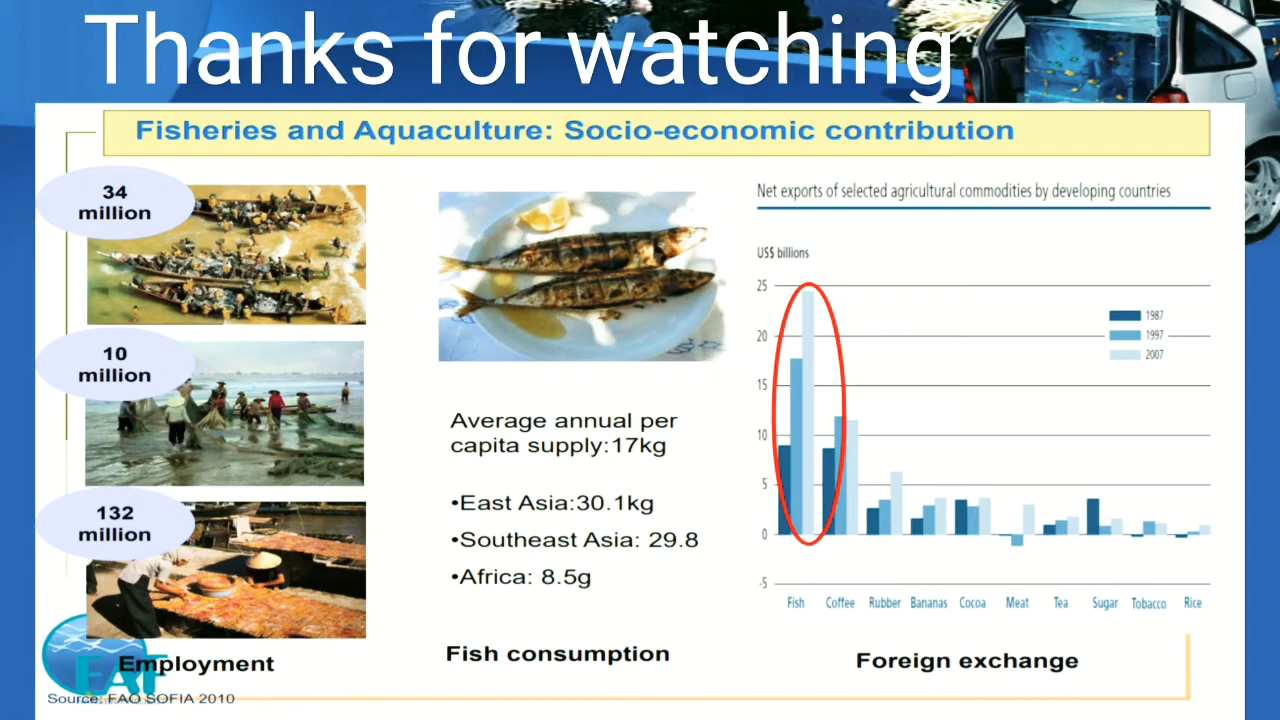 Thanks for watching
Fisheries and Aquaculture: Socio-economic contribution
34
million
10
million
132
million
Employment
EAF
Source: FAO SOFIA 2010
Average annual per
capita supply:17kg
•East Asia:30.1kg
•Southeast Asia: 29.8
•Africa: 8.5g
Fish consumption
Net exports of selected agricultural commodities by developing countries
US$ billions
25
20
15
10
5
0
-5
1987
1997
2007
Fish Coffee Rubber Bananas Cocoa Meat Tea Sugar Tobacco Rice
Foreign exchange